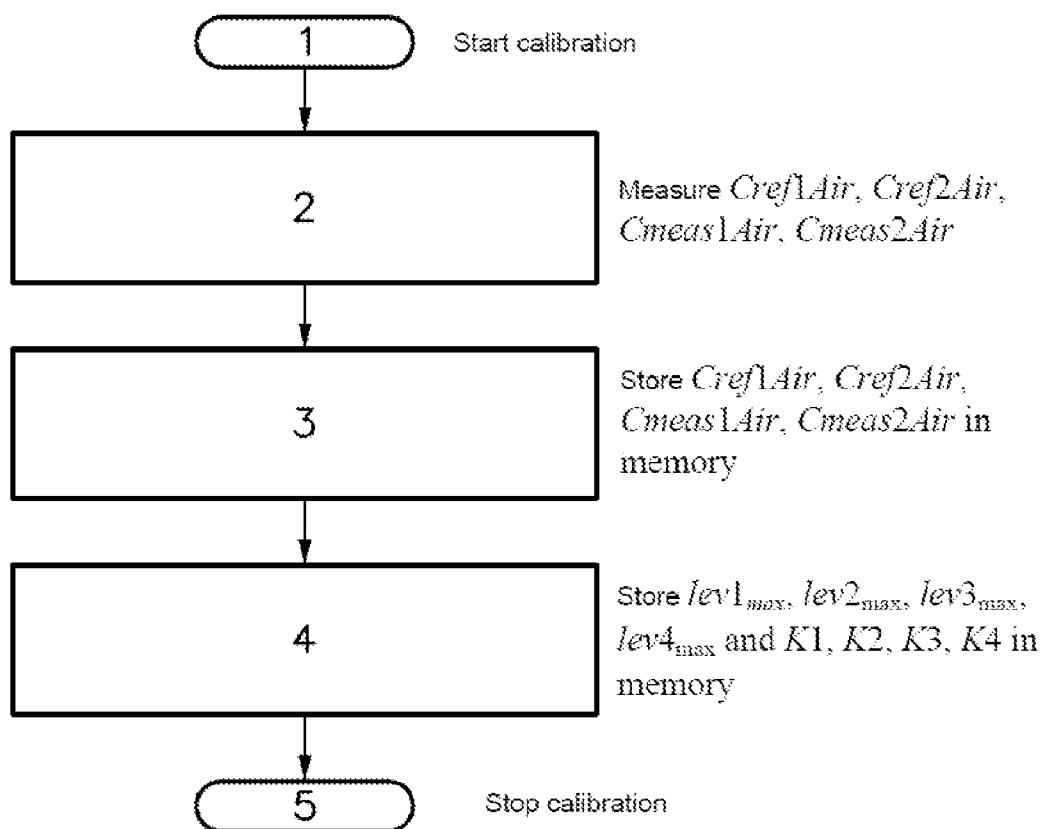 1 Start calibration
2
Measure Cref1Air, Cref2Air,
Cmeas1Air, Cmeas2Air
3
Store Cref1Air, Cref2Air,
Cmeas1Air, Cmeas2Air in
memory
4
Store lev1max, lev2max, lev3max,
lev4max and K1, K2, K3, K4 in
memory
5 Stop calibration